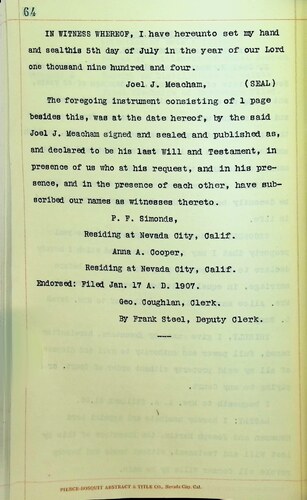 64
IN WITNESS WHEREOF, I have hereunto set my hand
and sealthis 5th day of July in the year of our Lord
one thousand nine hundred and four.
Joel J. Meacham, (SEAL)
The foregoing instrument consisting of 1 page
besides this, was at the date hereof, by the said
Joel J. Meacham signed and sealed and published as,
and declared to be his last Will and Testament, in
presence of us who at his request, and in his pre-
sence, and in the presence of each other, have sub-
scribed our names as witnesses thereto.
P. F. Simonds,
Residing at Nevada City, Calif.
Anna A. Cooper,
Residing at Nevada City, Calif.
Endorsed: Filed Jan. 17 A. D. 1907.
Geo. Coughlan, Clerk.
By Frank Steel, Deputy Clerk.
ABSTRACT & TITLE CO., Nevada City, Cal.